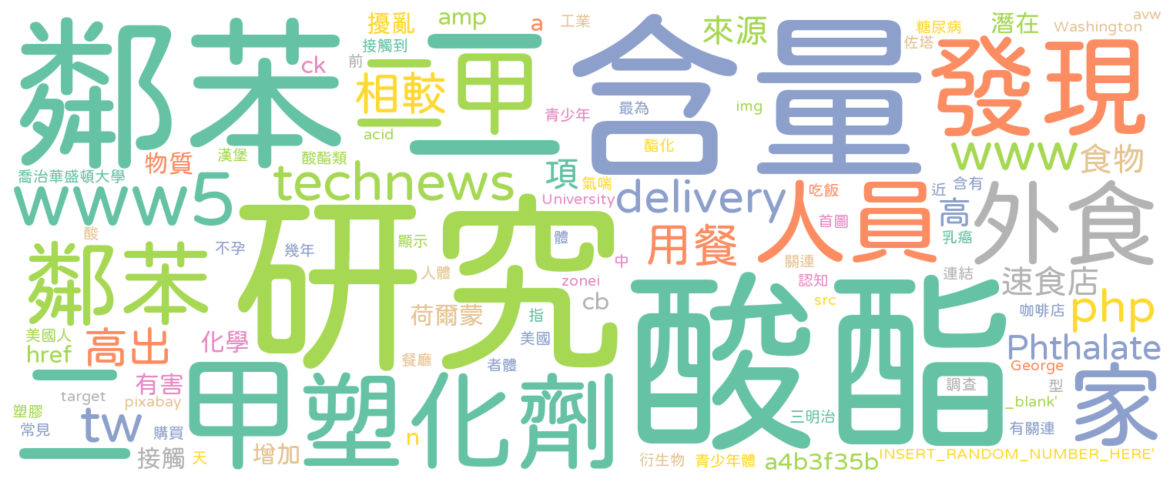 鄰苯
二甲
含量
發現
研究
酸酯
鄰苯
二甲
塑化劑
擾亂
amp
a
工業
接觸到
ck
前
相較
來源
糖尿病
佐塔
潛在
Washington
avw
青少年
最為
img
acid
酯化
www
食物
喬治華盛頓大學
物質
漢堡
酸酯類
technews
項
氣喘
University
delivery
人員
吃飯
首圖
近
含有
高
乳癌
外食
www5
酸
不孕
幾年
顯示
體
用餐
中
關連
人體
zonei
認知
連結
速食店
cb
src
咖啡店
php
荷爾蒙
指
美國
美國人
href
高出
化學
餐廳
者體
Phthalate
George
有害
target
pixabay
調查
型
_blank'
家
塑膠
常見
tw
購買
n
三明治
有關連
接觸
天
增加
衍生物
青少年體
a4b3f35b
INSERT_RANDOM_NUMBER_HERE'